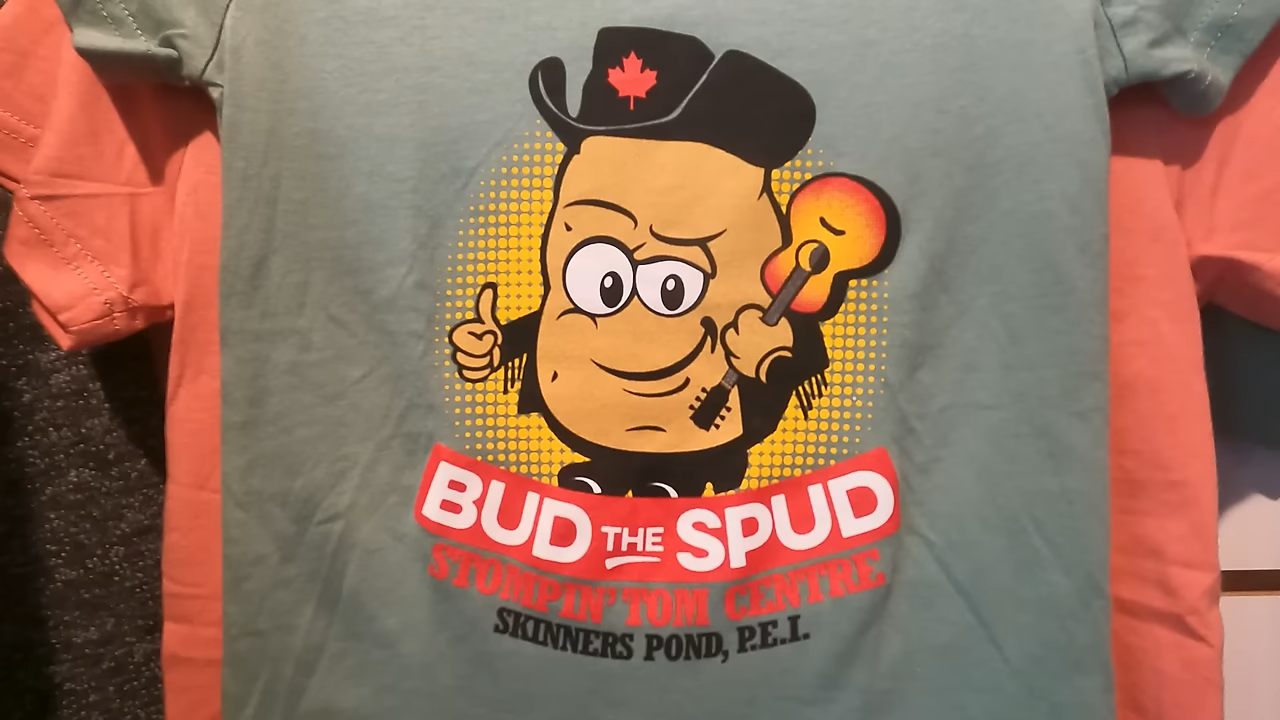 BUD THE SPUD
STOMPIN' TOM CENTRE
SKINNERS POND, P.E.I.